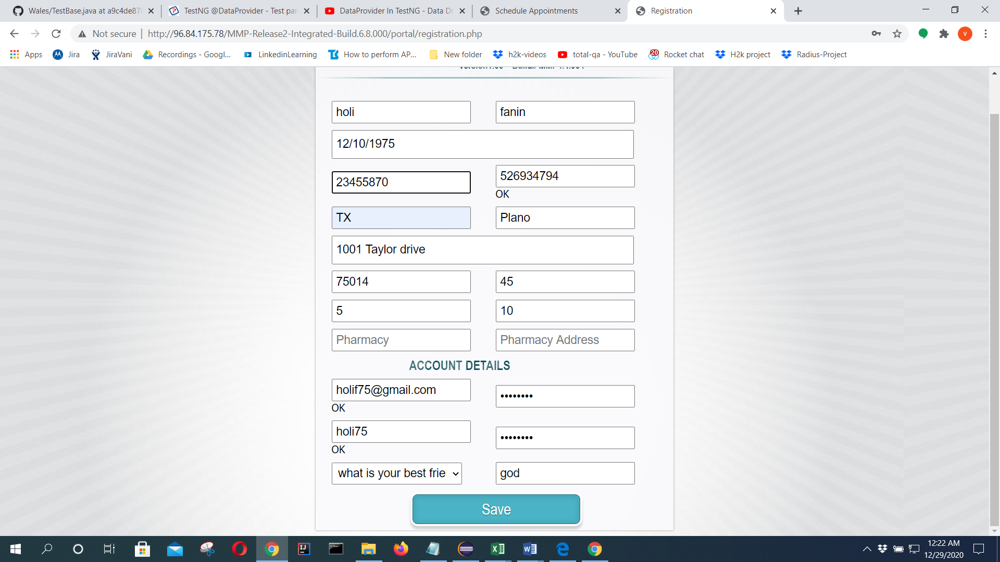 Wales/TestBase.java at a9c4de87
TestNG @DataProvider - Test par
DataProvider In TestNG - Data Dr
Schedule Appointments
Registration
Not secure
http://96.84.175.78/MMP-Release2-Integrated-Build.6.8.000/portal/registration.php
V
Apps
Jira
JiraVani
Recordings - Googl...
LinkedinLearning
How to perform AP...
New folder
h2k-videos
total-qa - YouTube
20
Rocket chat
H2k project
Radius-Project
holi
fanin
12/10/1975
23455870
526934794
OK
TX
Plano
1001 Taylor drive
75014
45
5
10
Pharmacy
Pharmacy Address
ACCOUNT DETAILS
holif75@gmail.com
••••••••
OK
holi75
••••••••
OK
what is your best frie
god
Save
12:22 AM
12/29/2020